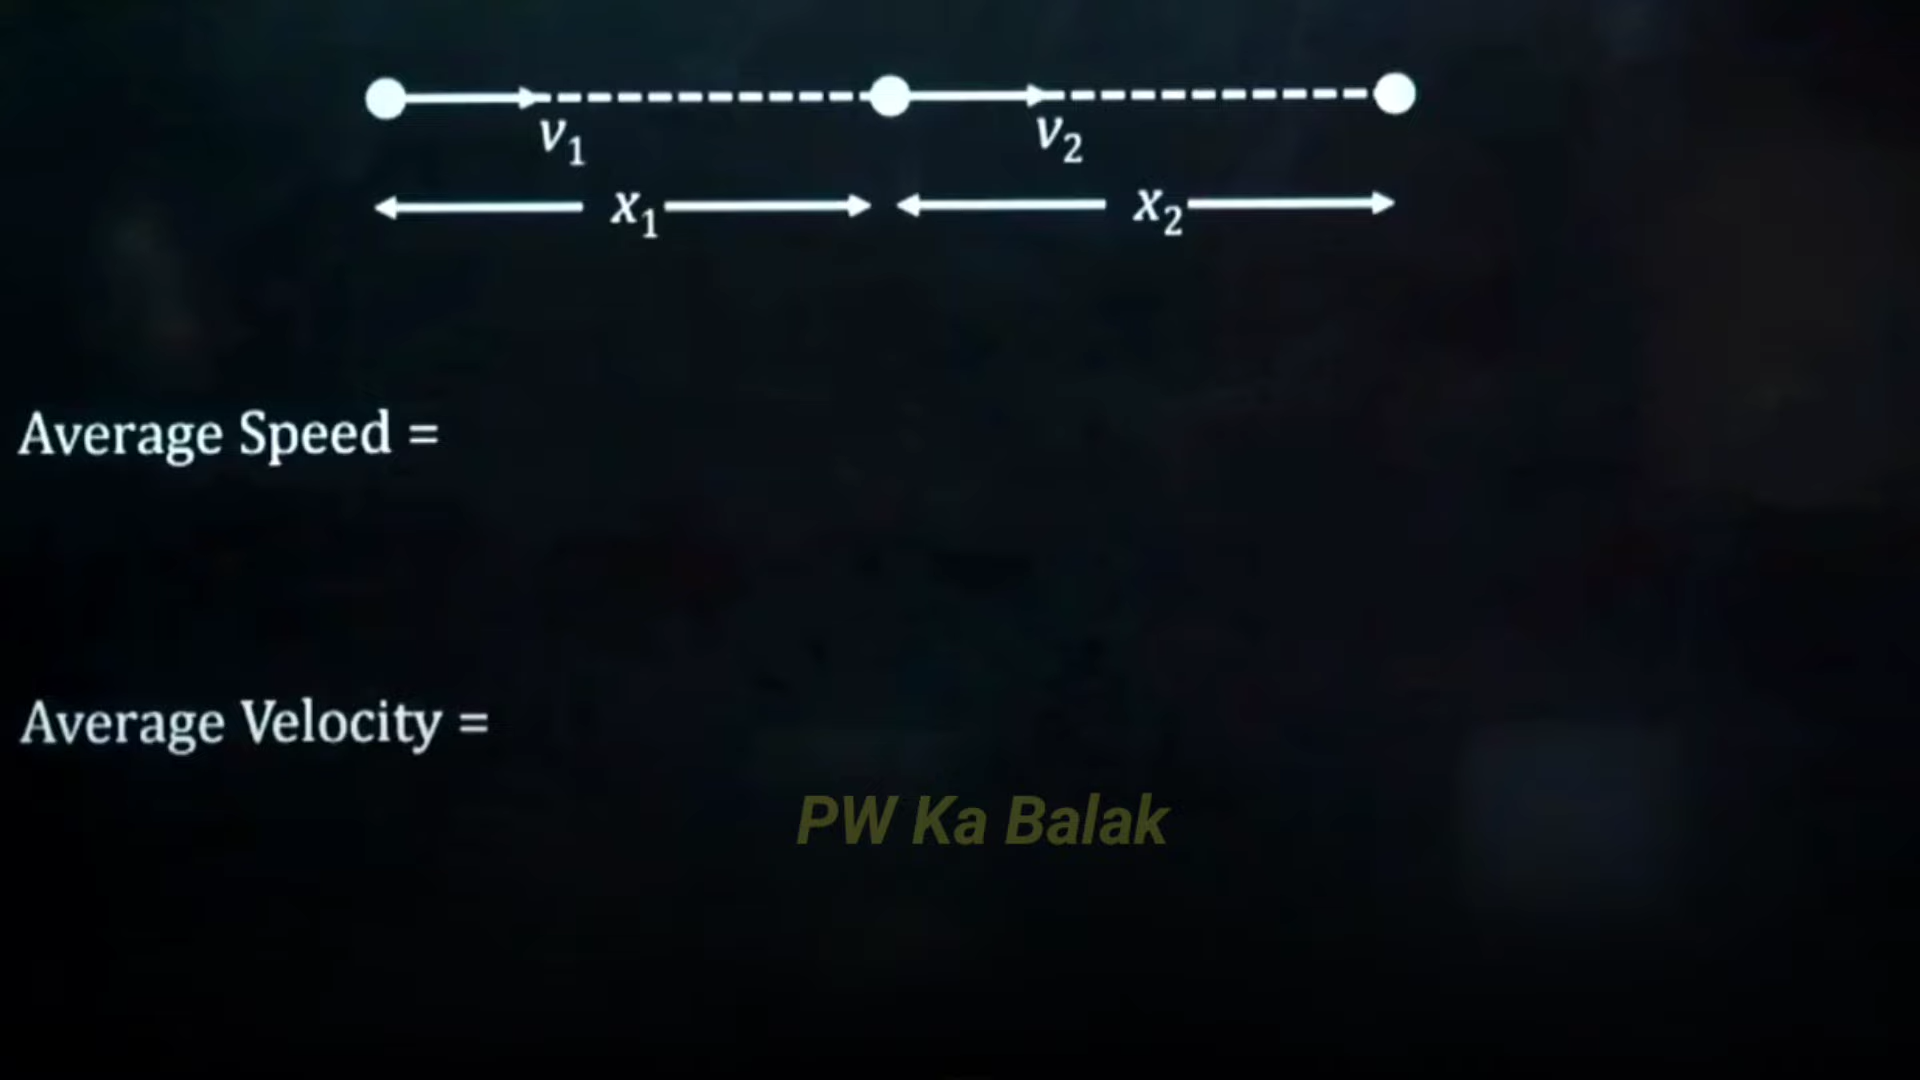 v₁ v₂
x₁ x₂
Average Speed =
Average Velocity =
PW Ka Balak